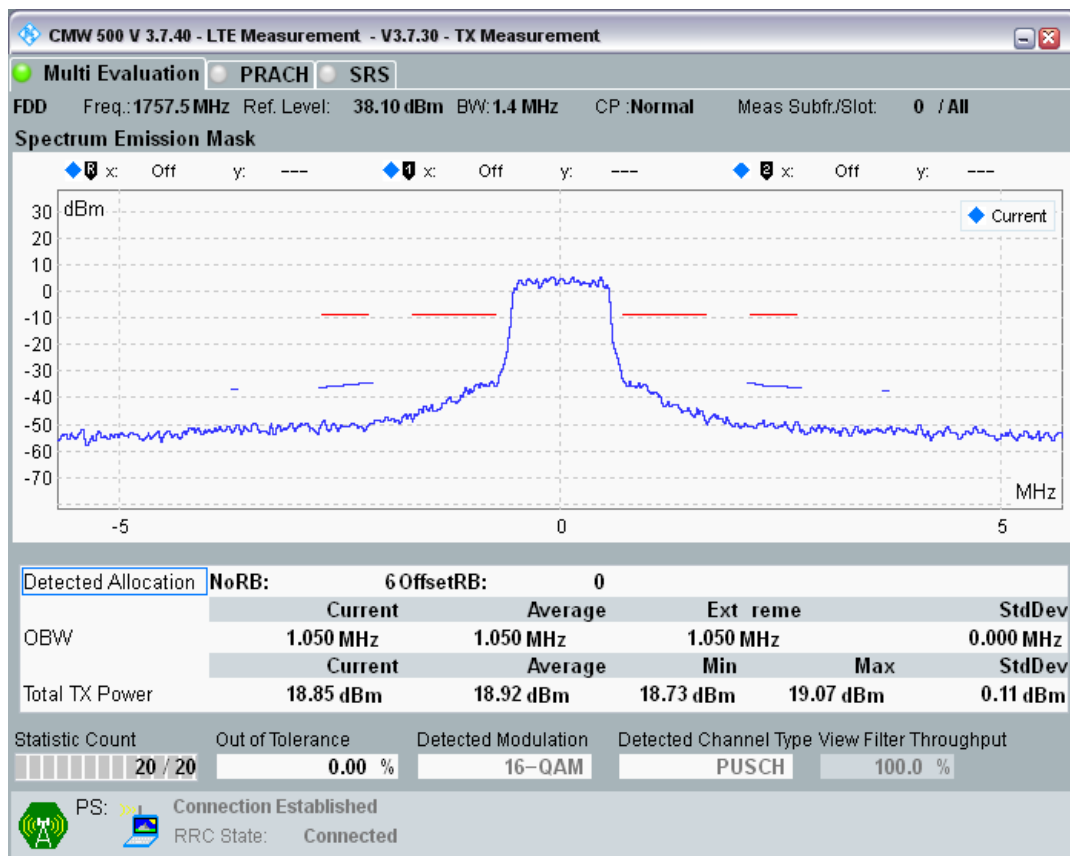 CMW 500 V 3.7.40 - LTE Measurement - V3.7.30 - TX Measurement
Multi Evaluation PRACH SRS
FDD Freq.: 1757.5 MHz Ref. Level: 38.10 dBm BW: 1.4 MHz CP :Normal Meas Subfr./Slot: 0 / All
Spectrum Emission Mask
R x: Off y: --- 1 x: Off y: --- 2 x: Off y: ---
dBm
Current
30
20
10
0
-10
-20
-30
-40
-50
-60
-70
MHz
-5 0 5
Detected Allocation NoRB: 6 OffsetRB: 0
Current Average Ext reme StdDev
OBW 1.050 MHz 1.050 MHz 1.050 MHz 0.000 MHz
Current Average Min Max StdDev
Total TX Power 18.85 dBm 18.92 dBm 18.73 dBm 19.07 dBm 0.11 dBm
Statistic Count Out of Tolerance Detected Modulation Detected Channel Type View Filter Throughput
20 / 20 0.00 % 16-QAM PUSCH 100.0 %
PS: Connection Established
RRC State: Connected